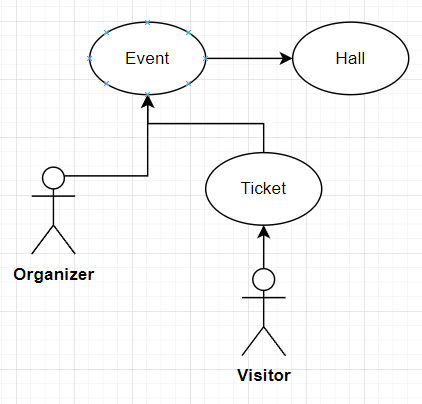 Event
Hall
Ticket
Organizer
Visitor